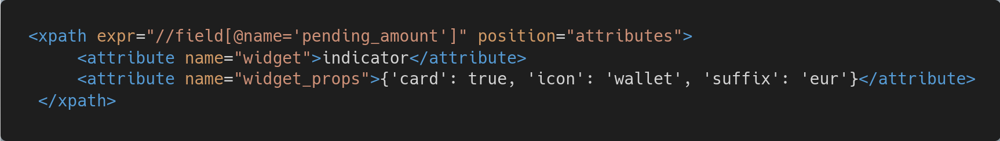 <xpath expr="//field[@name='pending_amount']" position="attributes">
<attribute name="widget">indicator</attribute>
<attribute name="widget_props">{'card': true, 'icon': 'wallet', 'suffix': 'eur'}</attribute>
</xpath>